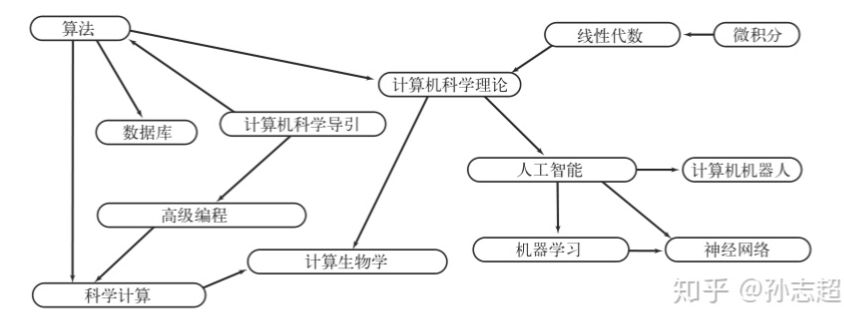 算法
线性代数
微积分
计算机科学理论
数据库
计算机科学导引
人工智能
计算机机器人
高级编程
机器学习
神经网络
计算生物学
科学计算
知乎 @孙志超